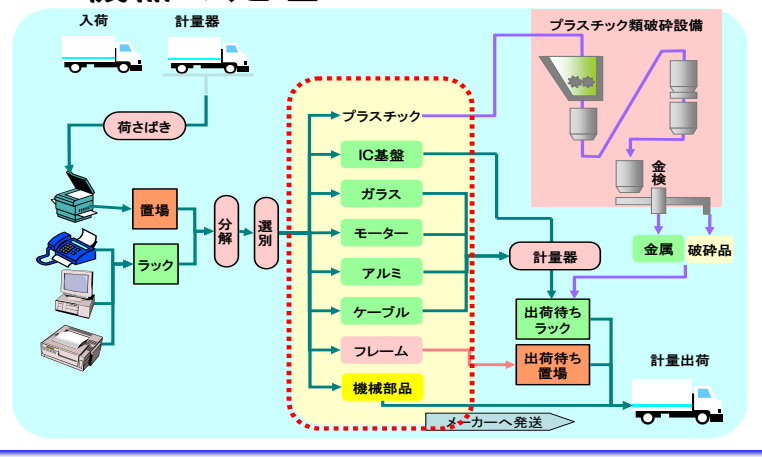 入荷
計量器
プラスチック類破砕設備
荷さばき
プラスチック
IC基盤
ガラス
モーター
アルミ
ケーブル
フレーム
機械部品
置場
ラック
分解
選別
計量器
金検
金属
破砕品
出荷待ち
ラック
出荷待ち
置場
計量出荷
メーカーへ発送